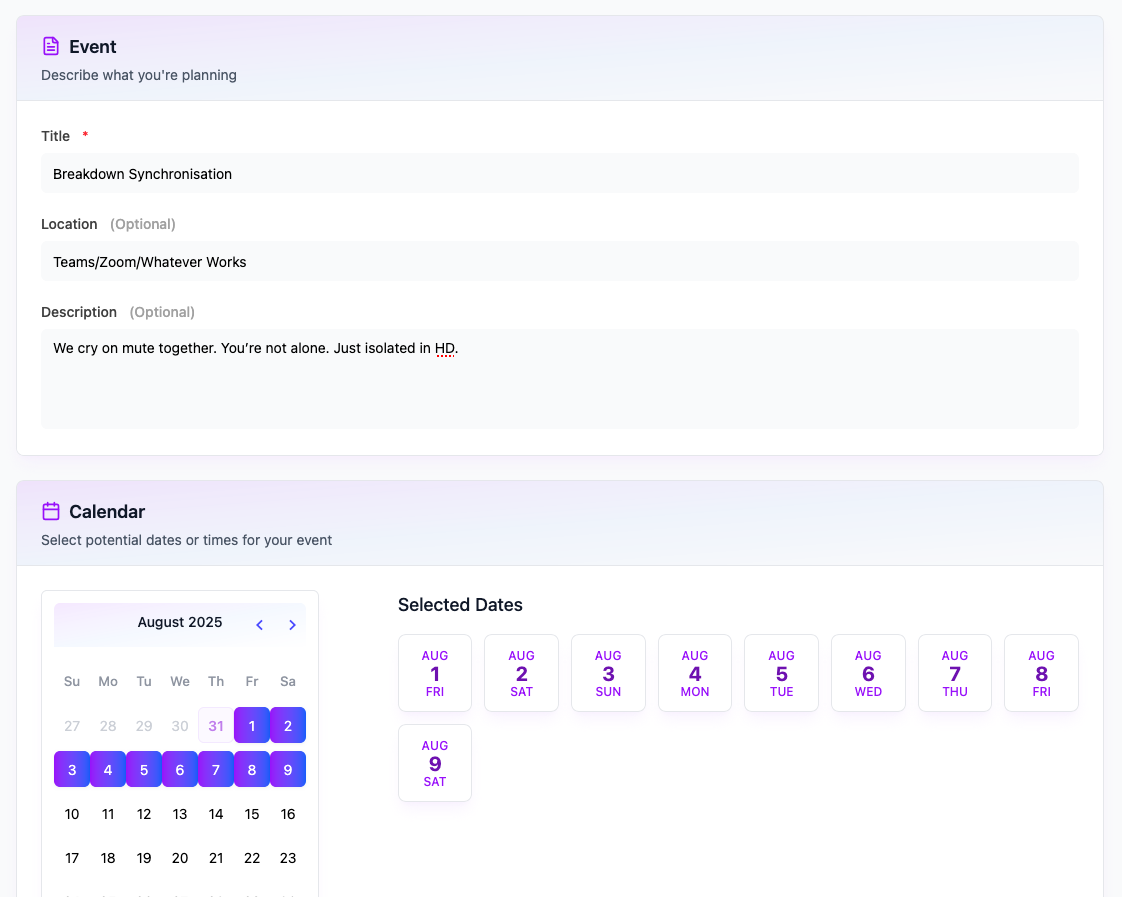 Event
Describe what you're planning
Title *
Breakdown Synchronisation
Location (Optional)
Teams/Zoom/Whatever Works
Description (Optional)
We cry on mute together. You’re not alone. Just isolated in HD.
Calendar
Select potential dates or times for your event
August 2025
Su Mo Tu We Th Fr Sa
27 28 29 30 31 1 2
3 4 5 6 7 8 9
10 11 12 13 14 15 16
17 18 19 20 21 22 23
Selected Dates
AUG AUG AUG AUG AUG AUG AUG AUG
1 2 3 4 5 6 7 8
FRI SAT SUN MON TUE WED THU FRI
AUG
9
SAT